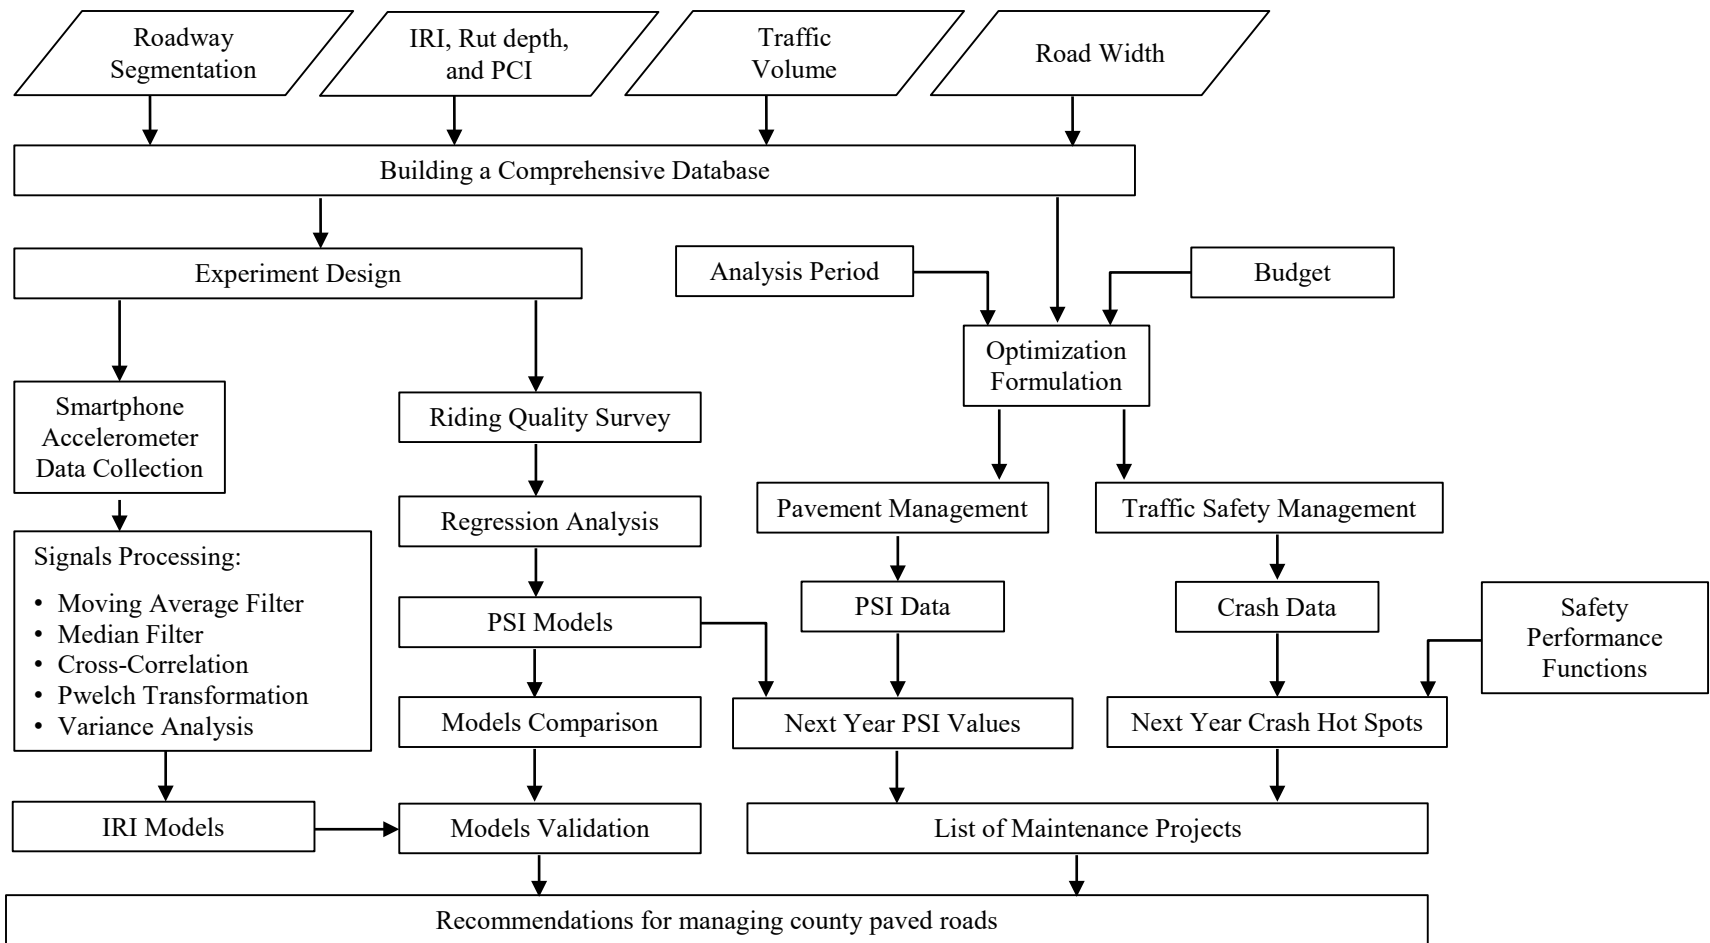 Roadway
Segmentation
IRI, Rut depth,
and PCI
Traffic
Volume
Road Width
Building a Comprehensive Database
Experiment Design
Analysis Period
Budget
Optimization
Formulation
Smartphone
Accelerometer
Data Collection
Riding Quality Survey
Regression Analysis
Pavement Management
Traffic Safety Management
Signals Processing:
• Moving Average Filter
• Median Filter
• Cross-Correlation
• Pwelch Transformation
• Variance Analysis
PSI Models
PSI Data
Crash Data
Safety
Performance
Functions
Models Comparison
Next Year PSI Values
Next Year Crash Hot Spots
IRI Models
Models Validation
List of Maintenance Projects
Recommendations for managing county paved roads